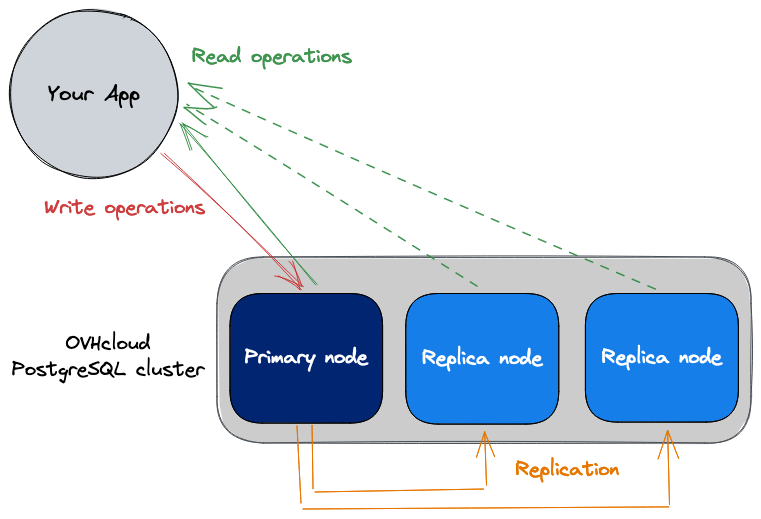 Read operations
Your App
Write operations
OVHcloud
PostgreSQL cluster
Primary node
Replica node
Replica node
Replication